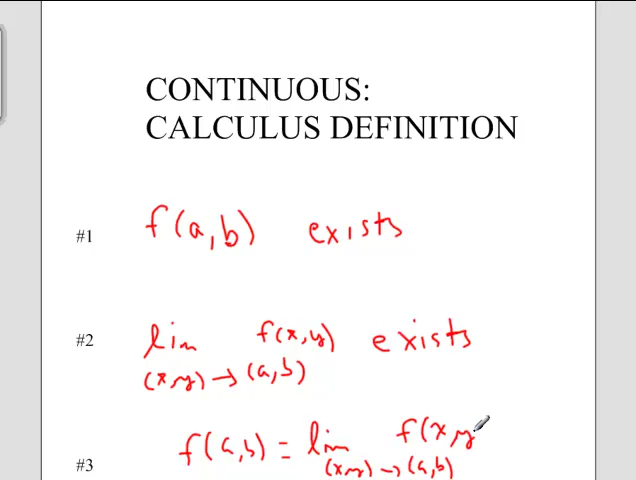 CONTINUOUS:
CALCULUS DEFINITION
#1 f(a,b) exists
#2 lim f(x,y) exists
(x,y)→(a,b)
#3 f(a,b) = lim f(x,y
(x,y)→(a,b)